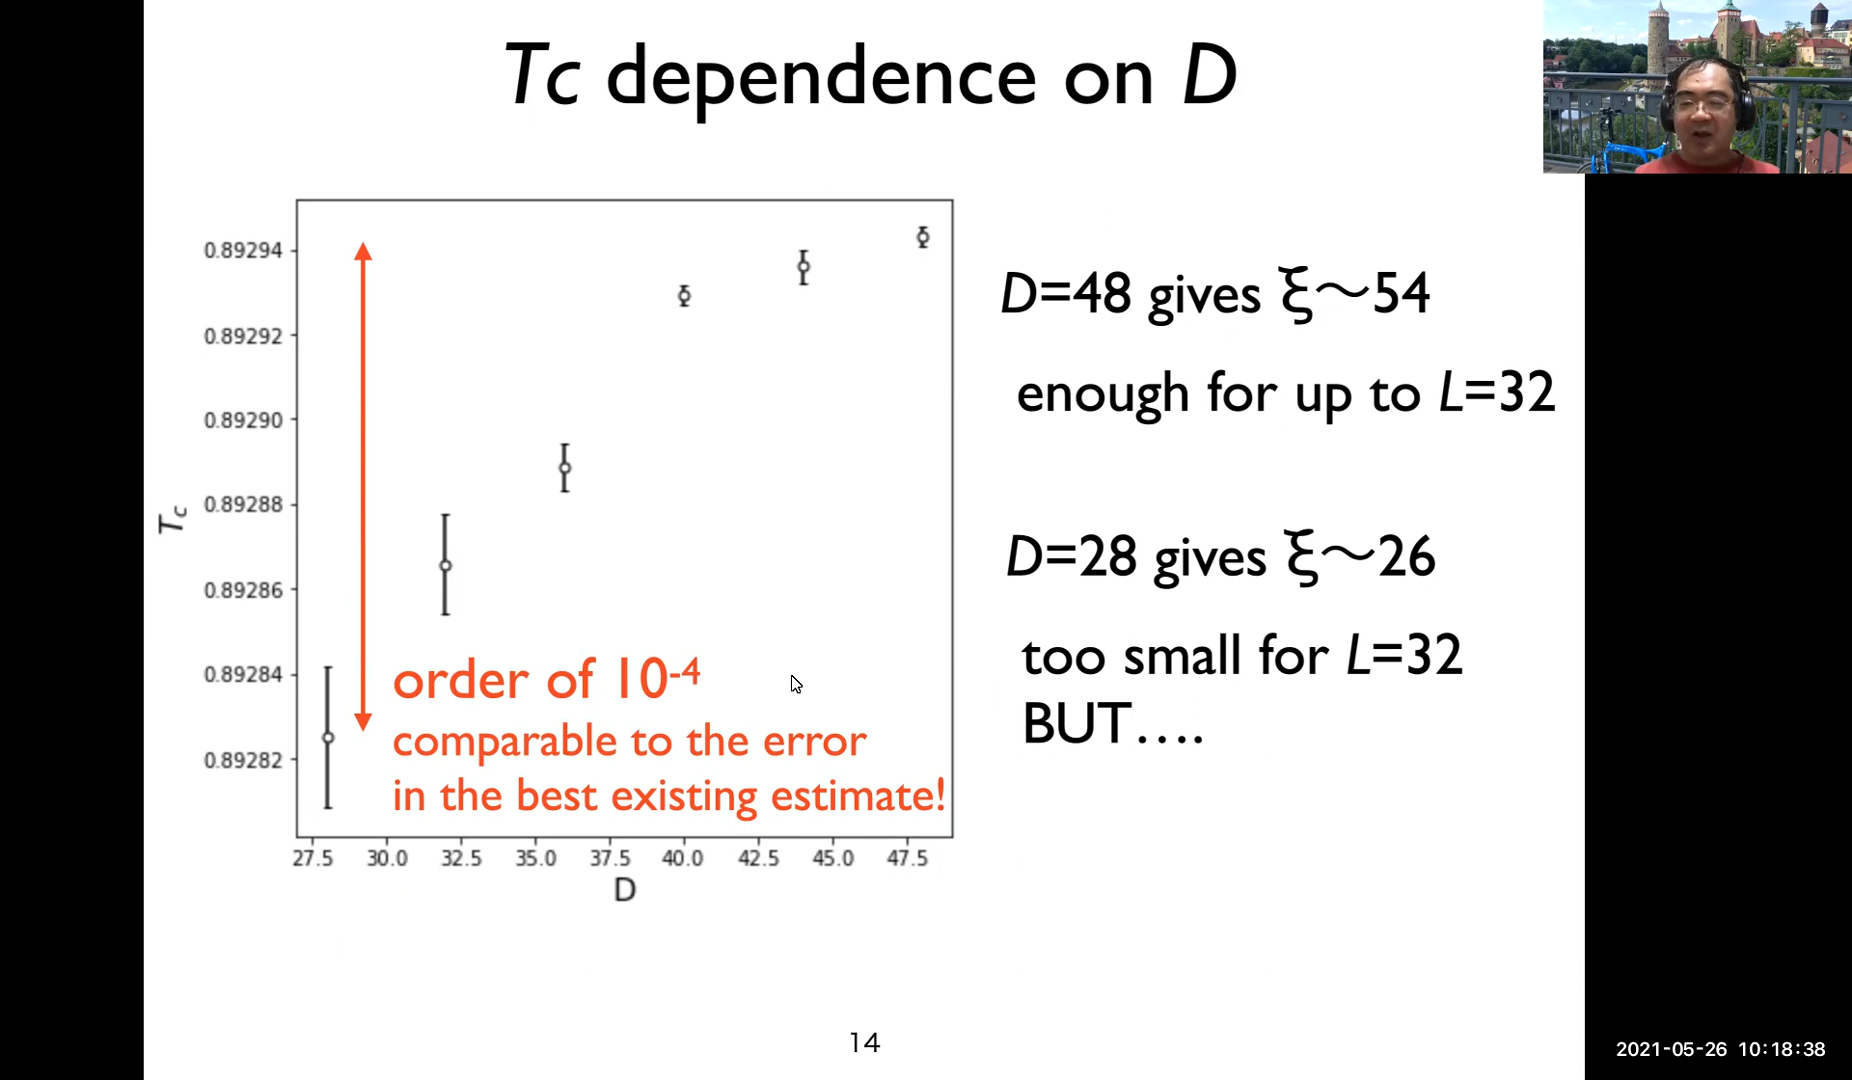 Tc dependence on D
0.89294
0.89292
0.89290
0.89288
0.89286
0.89284
0.89282
Tc
27.5 30.0 32.5 35.0 37.5 40.0 42.5 45.0 47.5
D
order of 10-4
comparable to the error
in the best existing estimate!
D=48 gives ξ〜54
enough for up to L=32
D=28 gives ξ〜26
too small for L=32
BUT....
14
2021-05-26 10:18:38